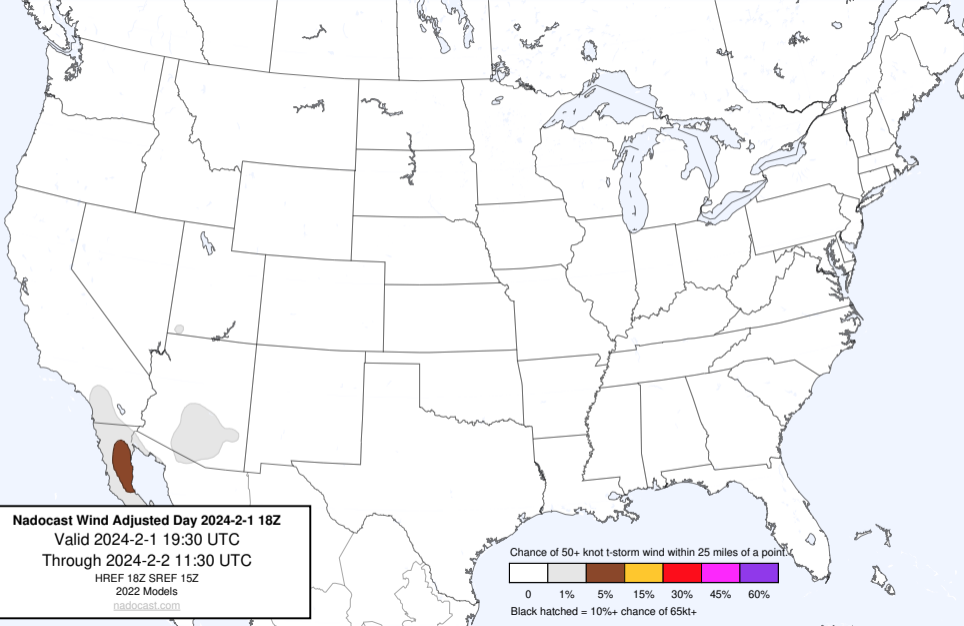 Nadocast Wind Adjusted Day 2024-2-1 18Z
Valid 2024-2-1 19:30 UTC
Through 2024-2-2 11:30 UTC
HREF 18Z SREF 15Z
2022 Models
nadocast.com
Chance of 50+ knot t-storm wind within 25 miles of a point.
0 1% 5% 15% 30% 45% 60%
Black hatched = 10%+ chance of 65kt+